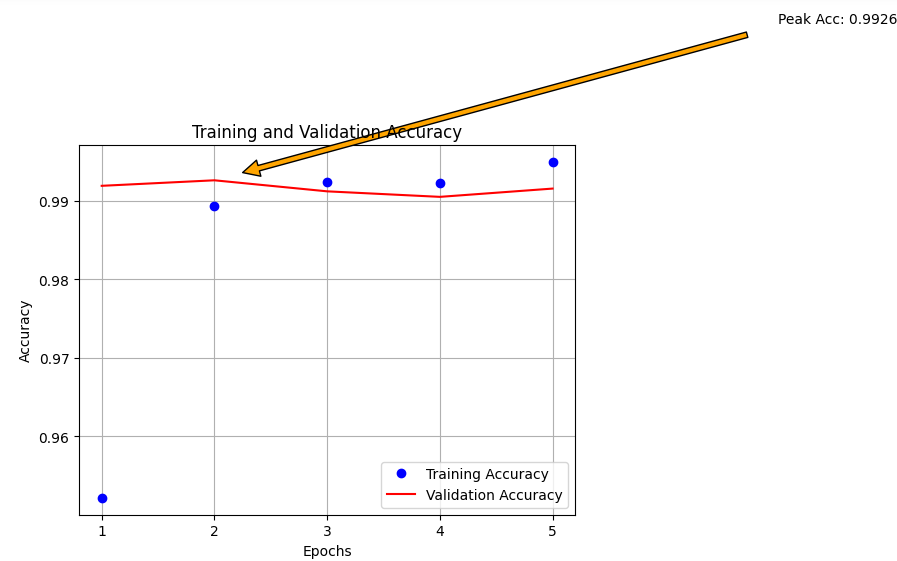 Peak Acc: 0.9926
Training and Validation Accuracy
Accuracy
0.99
0.98
0.97
0.96
Training Accuracy
Validation Accuracy
1 2 3 4 5
Epochs